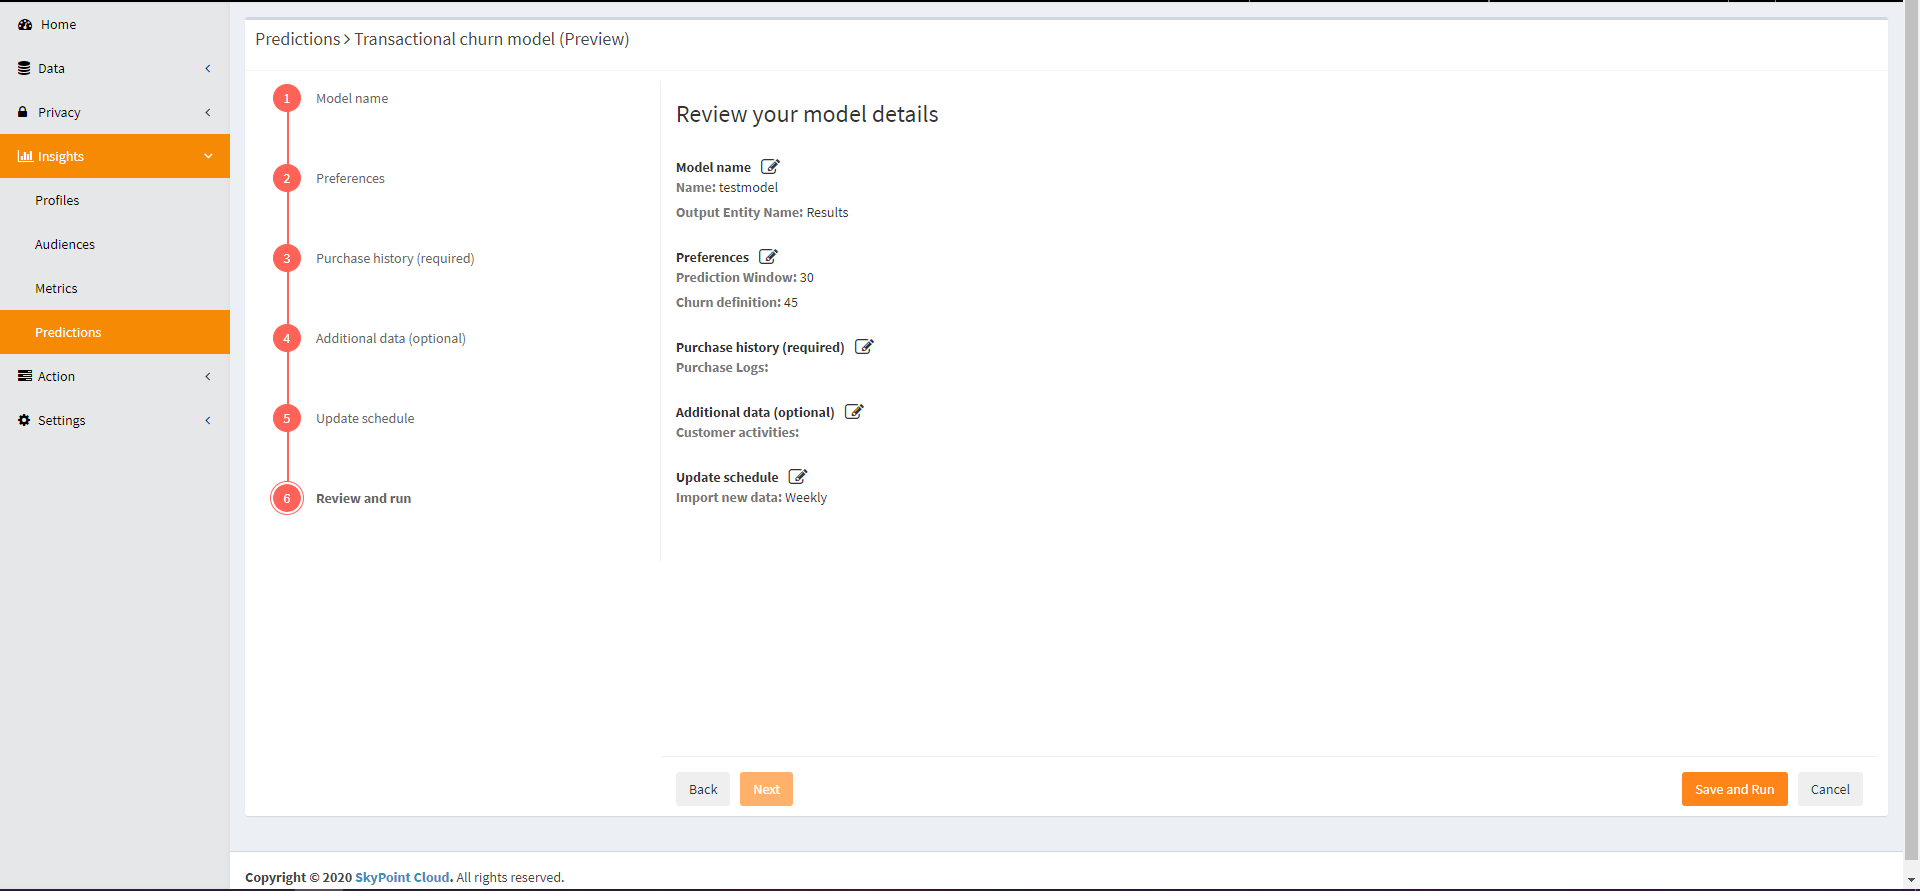 Home
Data
Privacy
Insights
Profiles
Audiences
Metrics
Predictions
Action
Settings
Predictions > Transactional churn model (Preview)
1 Model name
2 Preferences
3 Purchase history (required)
4 Additional data (optional)
5 Update schedule
6 Review and run
Review your model details
Model name
Name: testmodel
Output Entity Name: Results
Preferences
Prediction Window: 30
Churn definition: 45
Purchase history (required)
Purchase Logs:
Additional data (optional)
Customer activities:
Update schedule
Import new data: Weekly
Back Next Save and Run Cancel
Copyright © 2020 SkyPoint Cloud. All rights reserved.